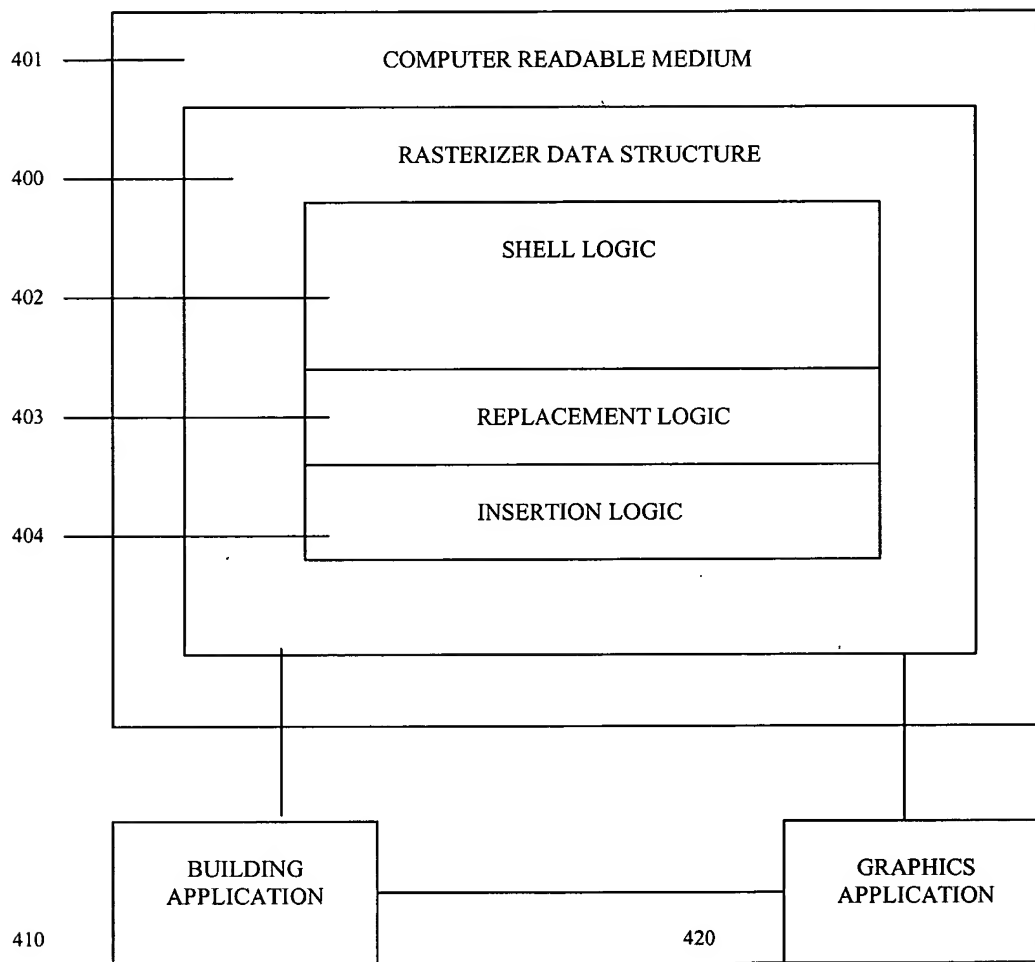 401
COMPUTER READABLE MEDIUM
RASTERIZER DATA STRUCTURE
400
SHELL LOGIC
402
403
REPLACEMENT LOGIC
INSERTION LOGIC
404
BUILDING
APPLICATION
GRAPHICS
APPLICATION
410
420